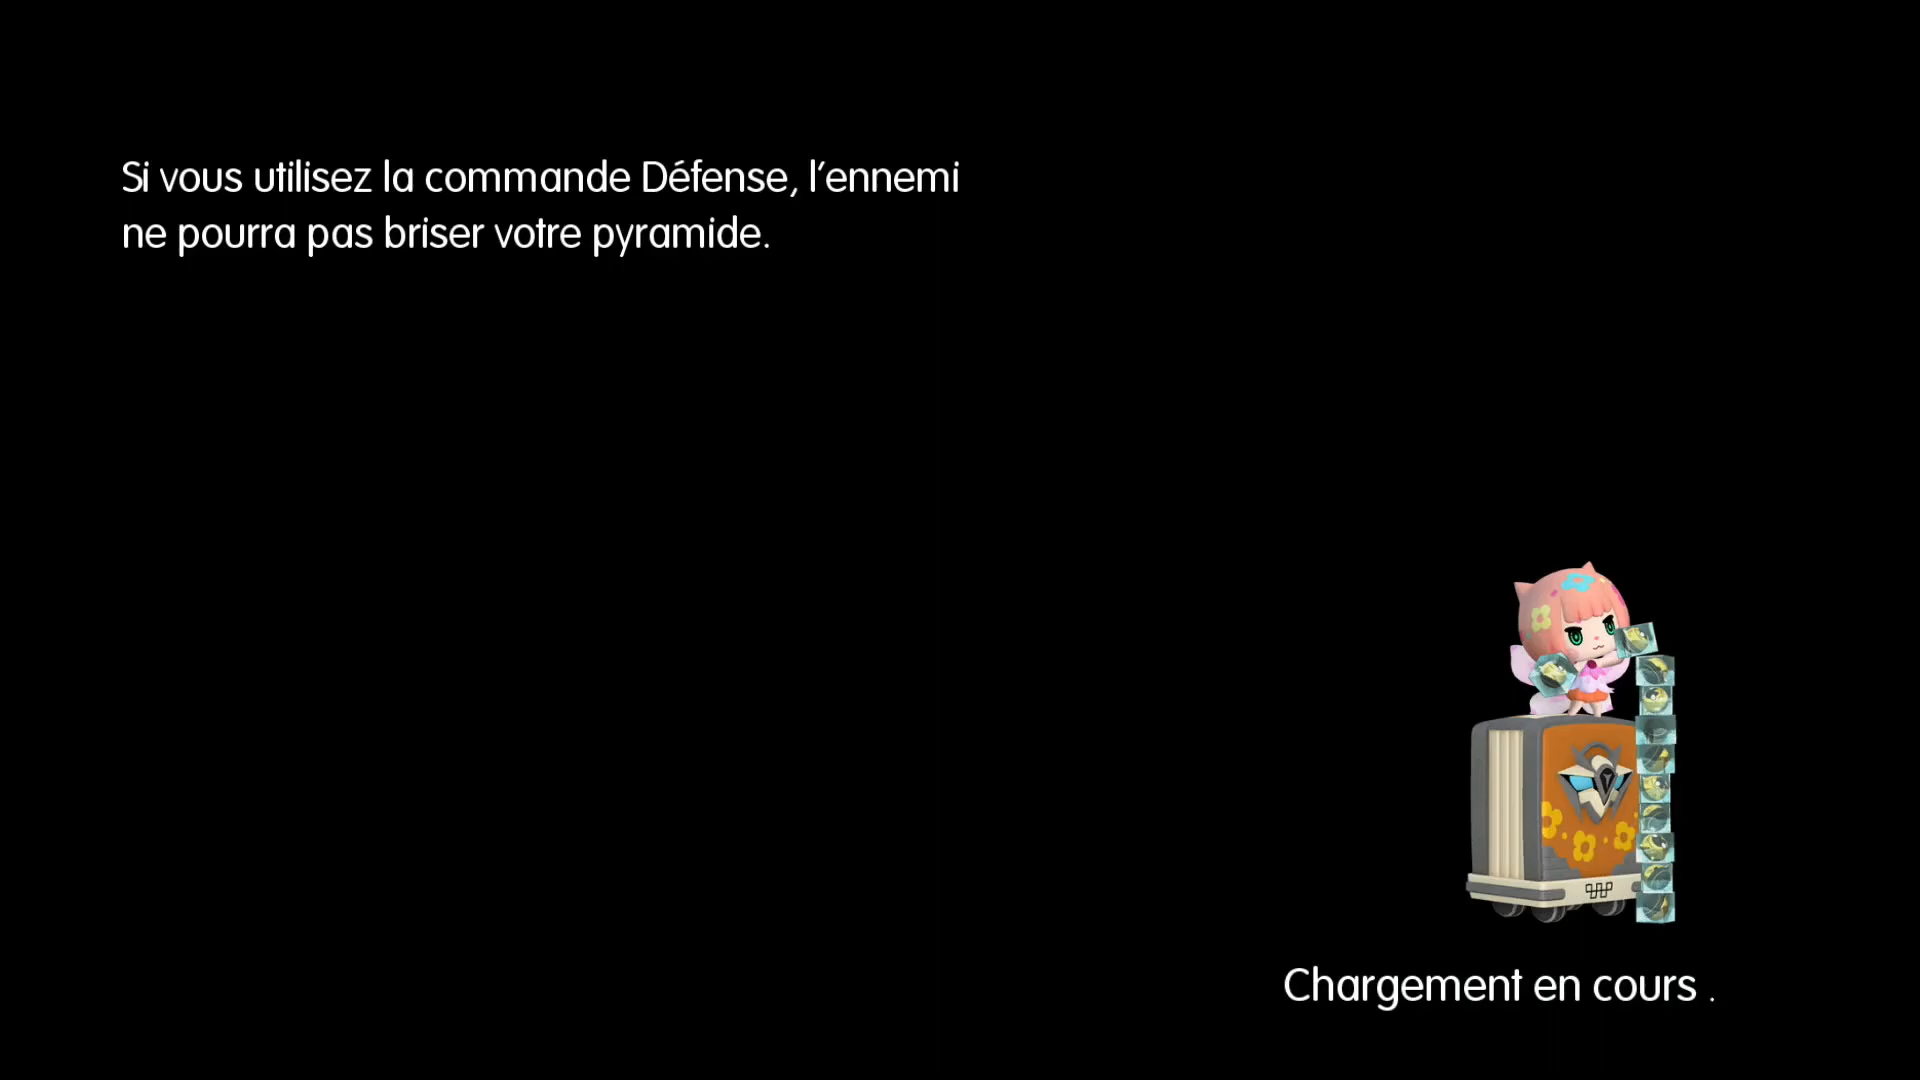 Si vous utilisez la commande Défense, l'ennemi
ne pourra pas briser votre pyramide.
Chargement en cours .